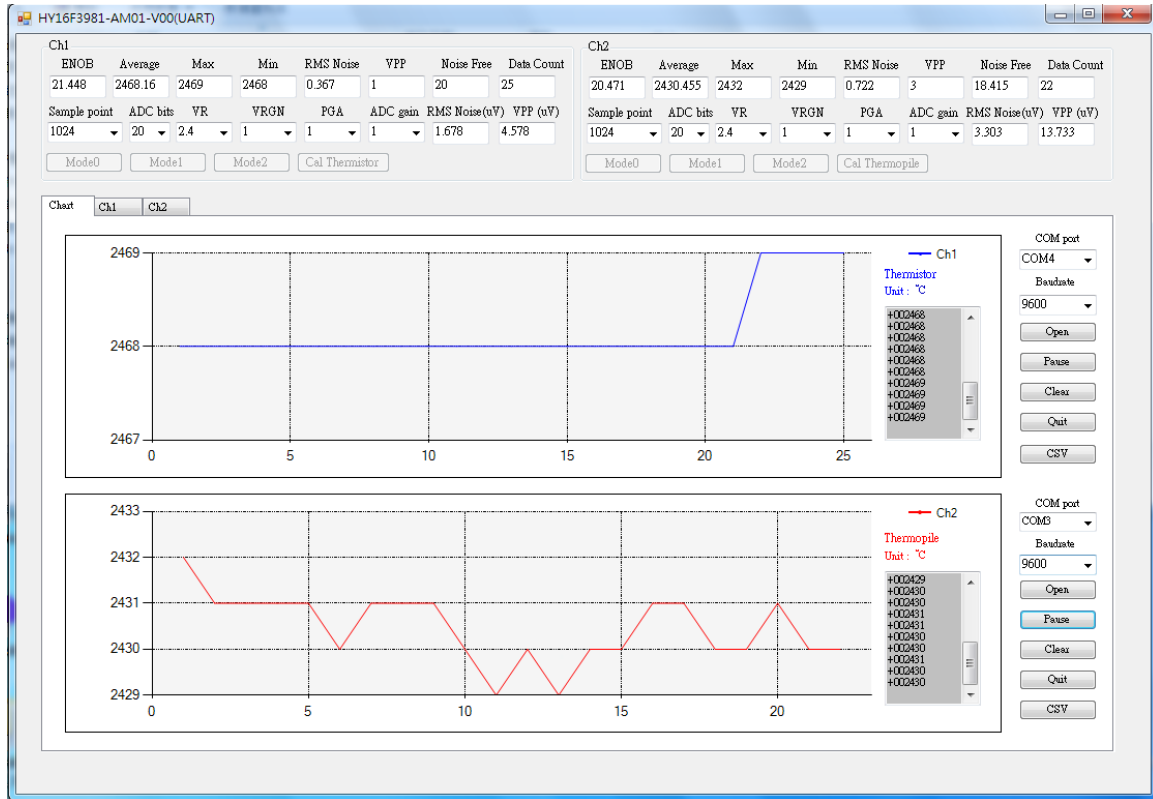 HY16F3981-AM01-V00(UART)
Ch1
ENOB Average Max Min RMS Noise VPP Noise Free Data Count
21.448 2468.16 2469 2468 0.367 1 20 25
Sample point ADC bits VR VRGN PGA ADC gain RMS Noise(uV) VPP (uV)
1024 20 2.4 1 1 1 1.678 4.578
Mode0 Mode1 Mode2 Cal Thermistor
Ch2
ENOB Average Max Min RMS Noise VPP Noise Free Data Count
20.471 2430.455 2432 2429 0.722 3 18.415 22
Sample point ADC bits VR VRGN PGA ADC gain RMS Noise(uV) VPP (uV)
1024 20 2.4 1 1 1 3.303 13.733
Mode0 Mode1 Mode2 Cal Thermopile
Chart Ch1 Ch2
2469
2468
2467
0 5 10 15 20 25
Ch1
Thermistor
Unit : ℃
+002468
+002468
+002468
+002468
+002468
+002468
+002469
+002469
+002469
+002469
COM port
COM4
Baudrate
9600
Open
Pause
Clear
Quit
CSV
2433
2432
2431
2430
2429
0 5 10 15 20
Ch2
Thermopile
Unit : ℃
+002429
+002430
+002430
+002431
+002431
+002430
+002430
+002431
+002430
+002430
COM port
COM3
Baudrate
9600
Open
Pause
Clear
Quit
CSV